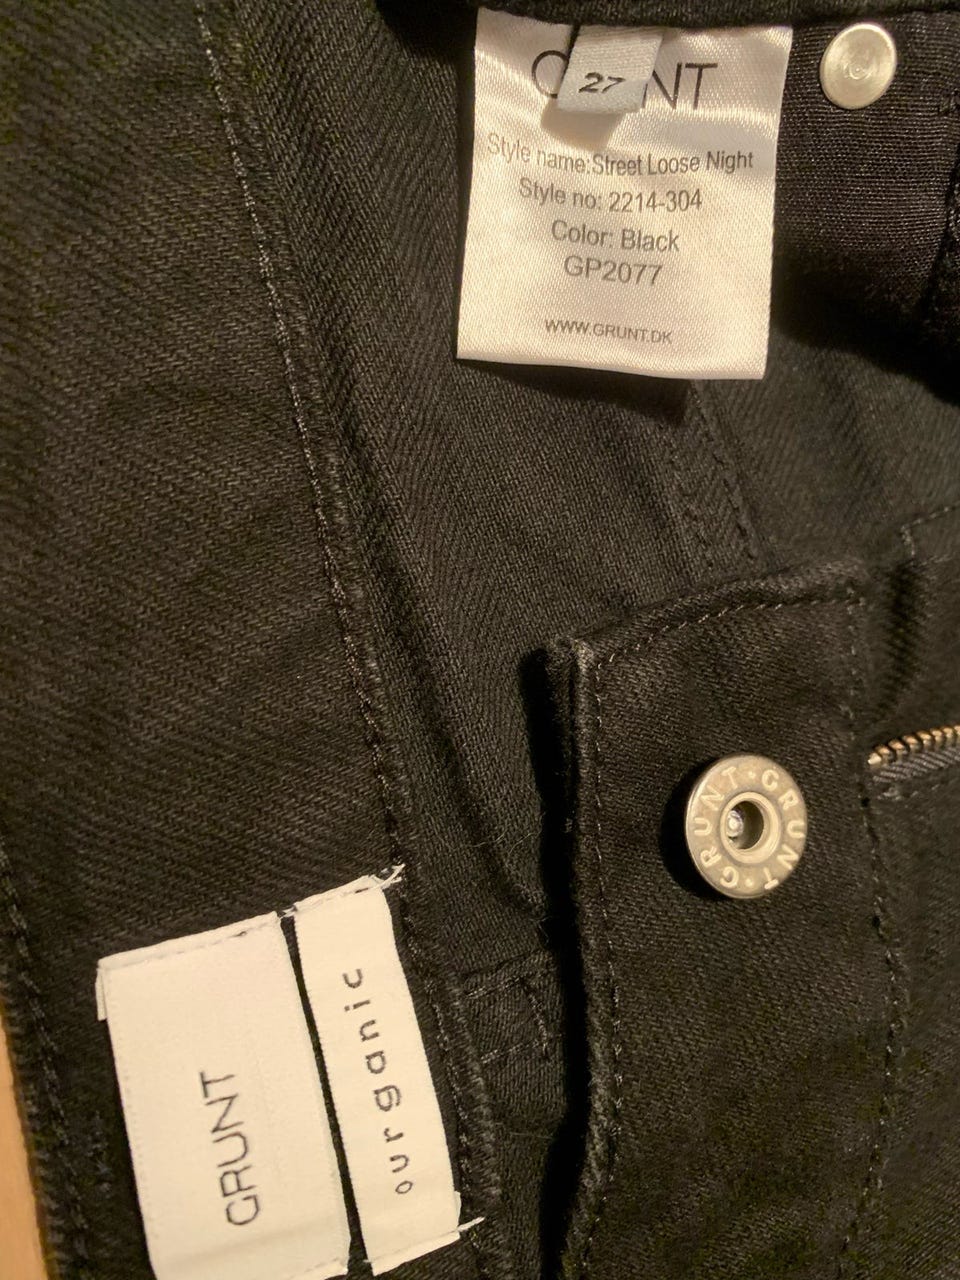 27
Style name:Street Loose Night
Style no: 2214-304
Color: Black
GP2077
WWW.GRUNT.DK
GRUNT·GRUNT·
GRUNT
ourganic